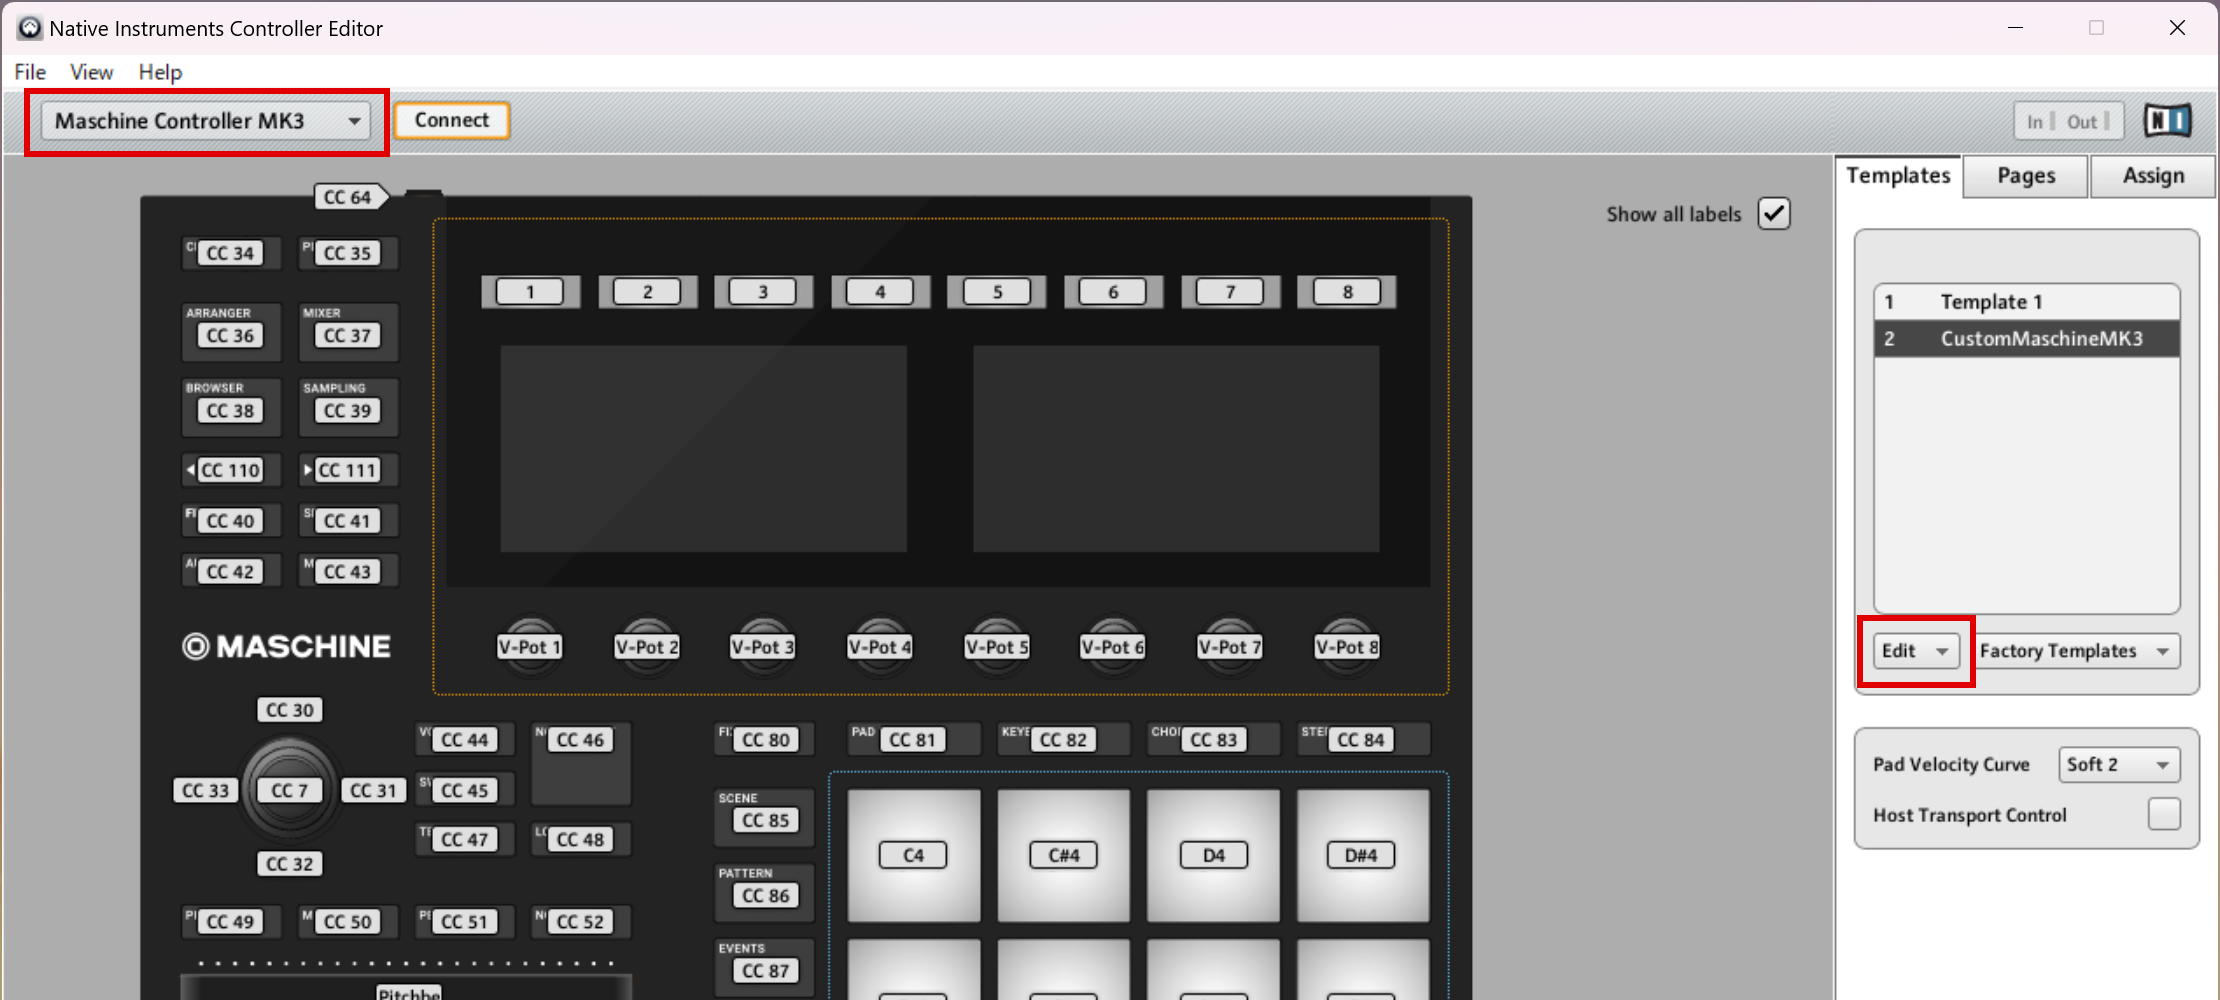 Native Instruments Controller Editor
File View Help
Maschine Controller MK3 Connect In Out NI
Templates Pages Assign
Show all labels
CC 64
CC 34 CC 35
1 2 3 4 5 6 7 8
ARRANGER MIXER
CC 36 CC 37
BROWSER SAMPLING
CC 38 CC 39
CC 110 CC 111
CC 40 CC 41
CC 42 CC 43
1 Template 1
2 CustomMaschineMK3
Edit Factory Templates
MASCHINE
V-Pot 1 V-Pot 2 V-Pot 3 V-Pot 4 V-Pot 5 V-Pot 6 V-Pot 7 V-Pot 8
CC 30
CC 33 CC 7 CC 31
CC 32
CC 44 CC 46
CC 45
CC 47 CC 48
CC 49 CC 50 CC 51 CC 52
CC 80 PAD CC 81 CC 82 CC 83 CC 84
SCENE
CC 85
PATTERN
CC 86
EVENTS
CC 87
C4 C#4 D4 D#4
Pad Velocity Curve Soft 2
Host Transport Control
Pitchbe